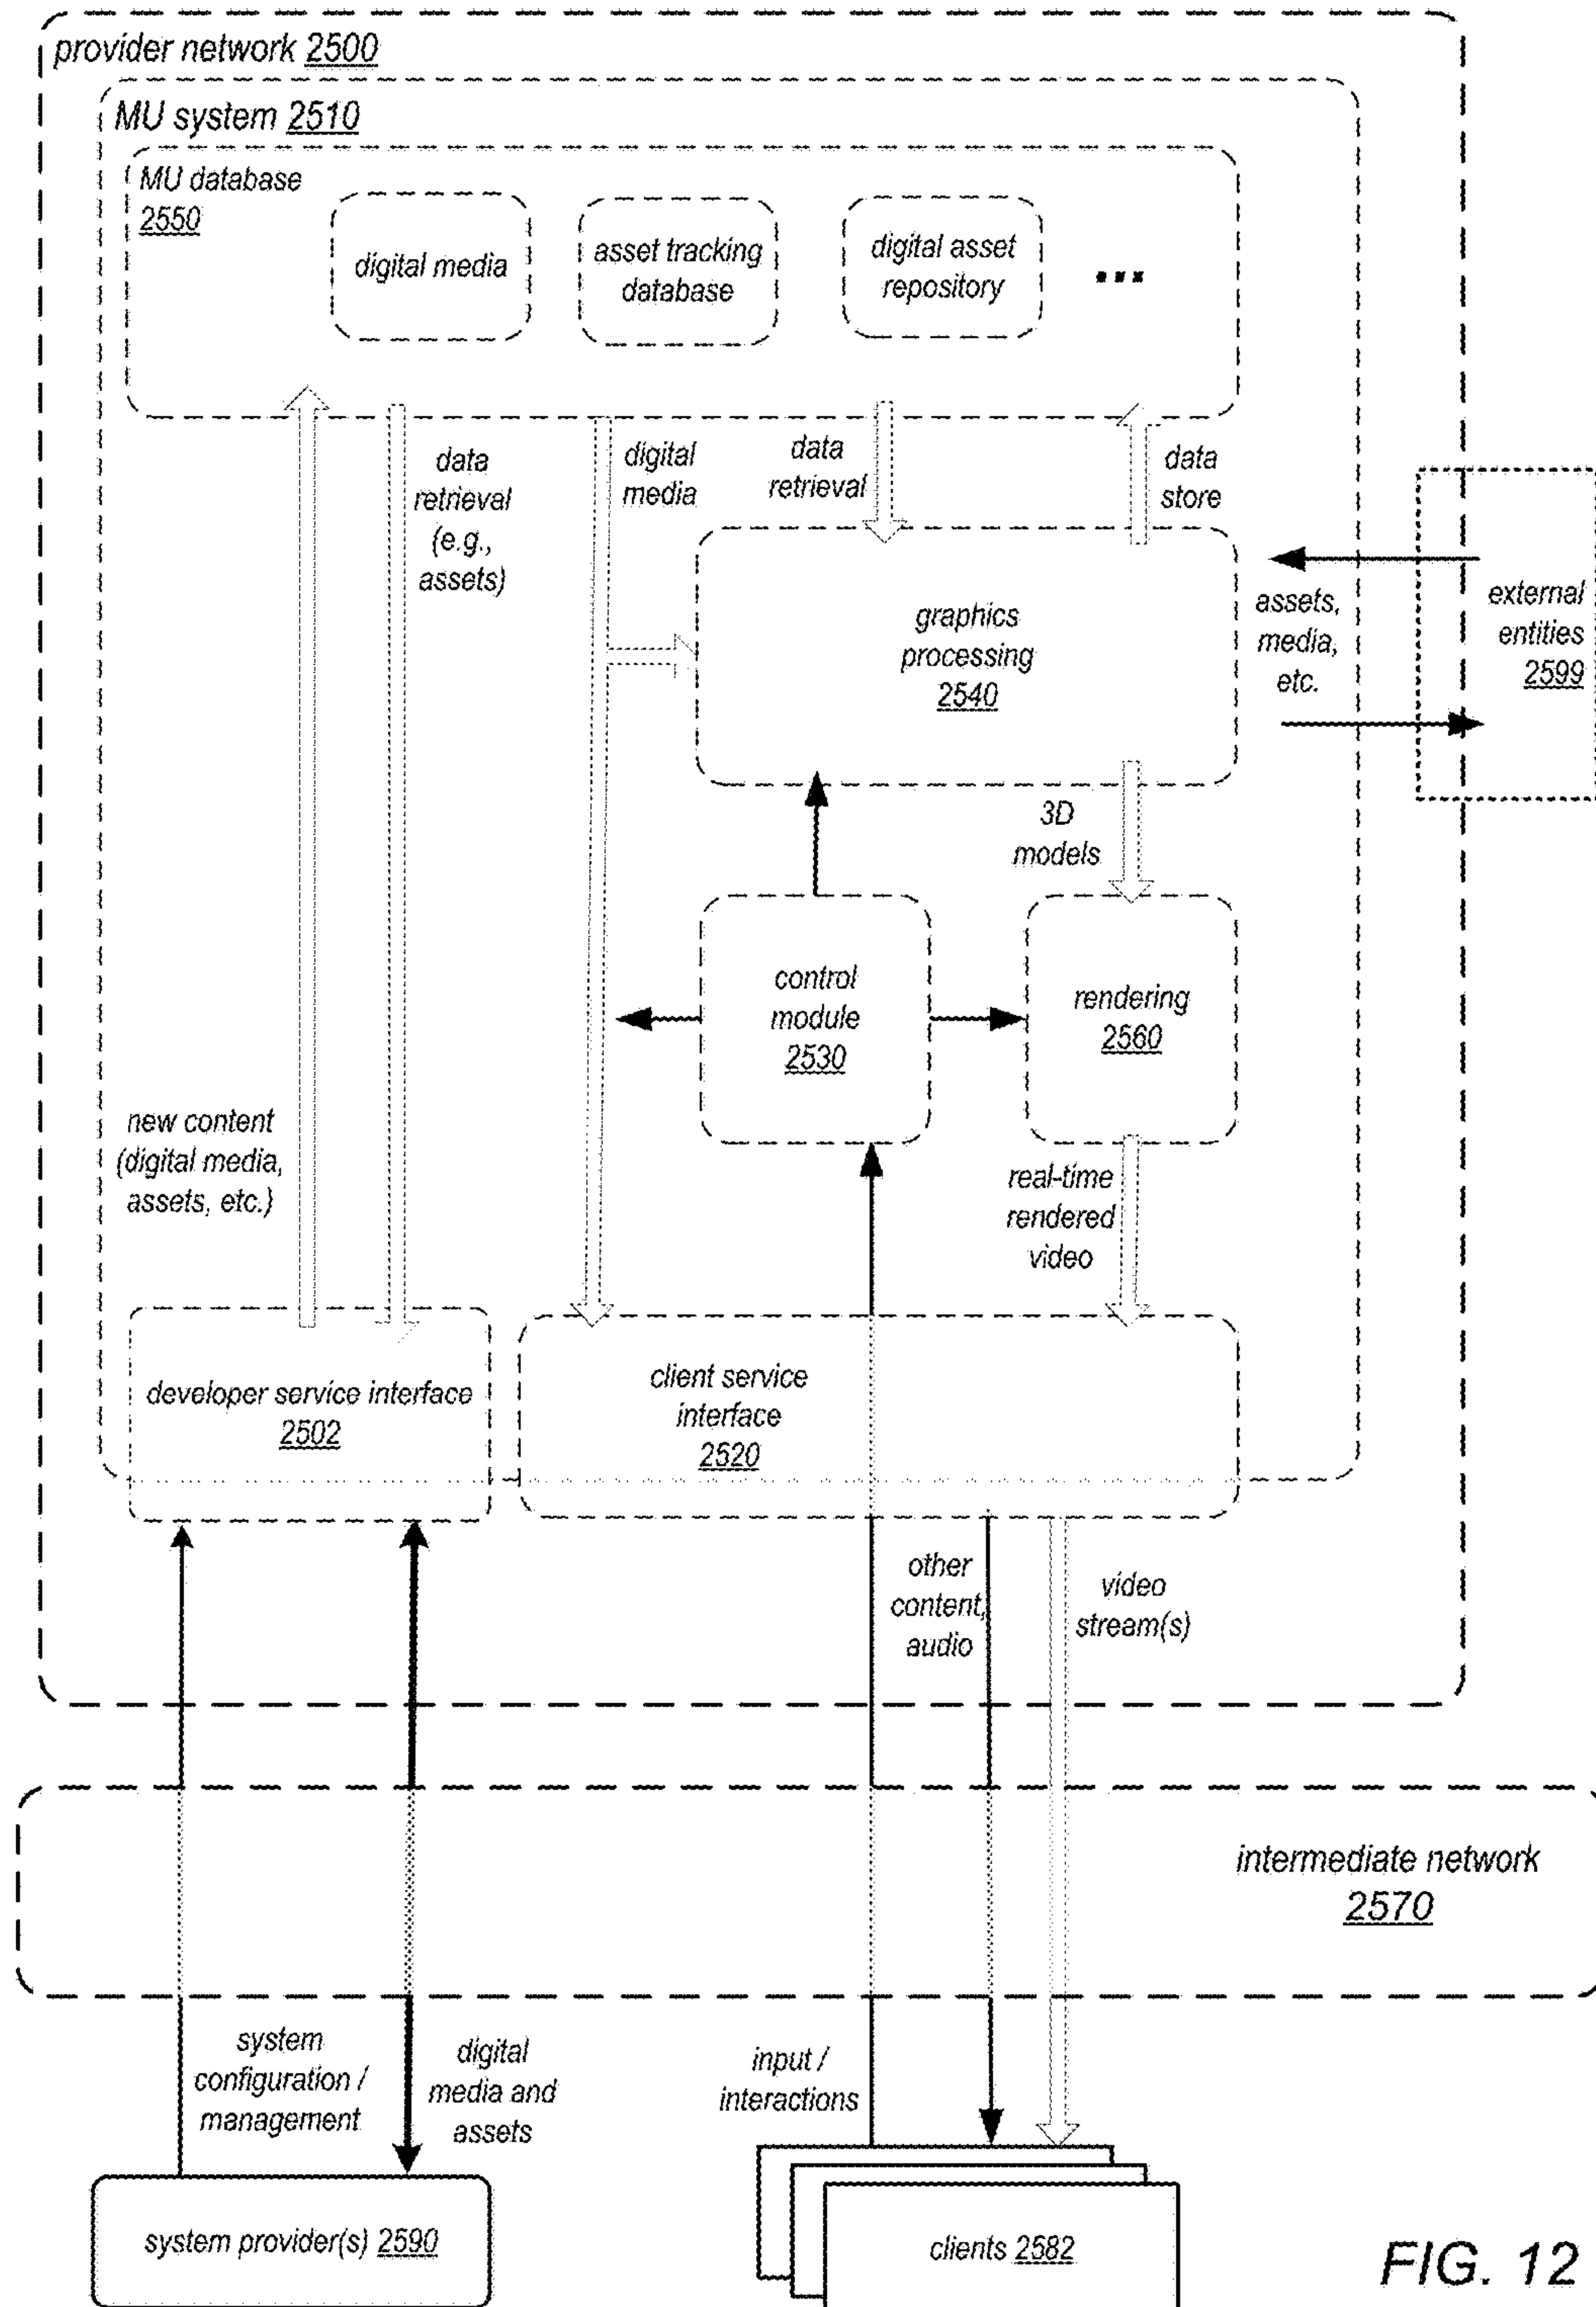 provider network 2500
MU system 2510
MU database
2550
digital media
asset tracking
database
digital asset
repository
...
data
retrieval
(e.g.,
assets)
digital
media
data
retrieval
data
store
graphics
processing
2540
assets,
media,
etc.
external
entities
2599
3D
models
control
module
2530
rendering
2560
new content
(digital media,
assets, etc.)
real-time
rendered
video
developer service interface
2502
client service
interface
2520
other
content,
audio
video
stream(s)
intermediate network
2570
system
configuration /
management
digital
media and
assets
input /
interactions
system provider(s) 2590
clients 2582
FIG. 12